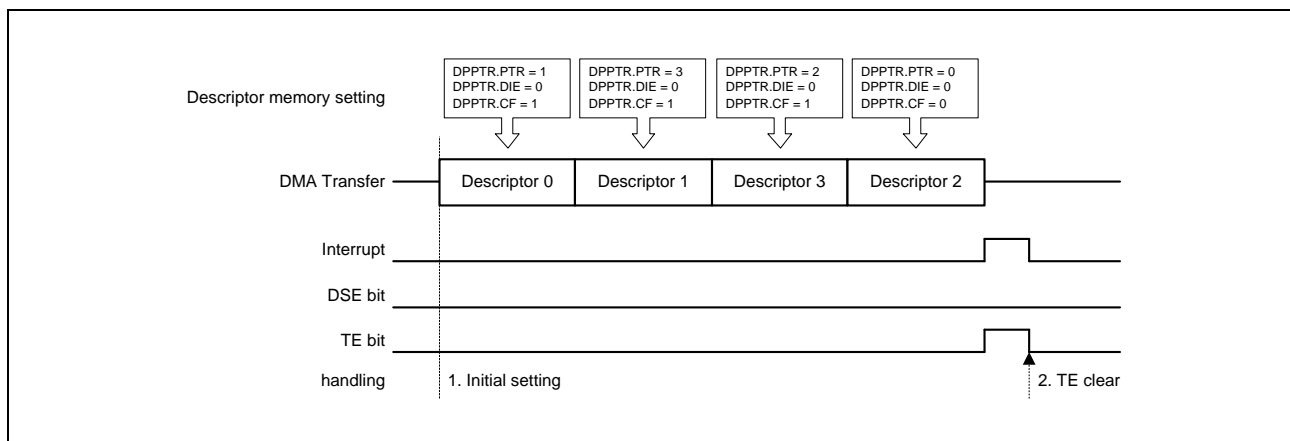 DPPTR.PTR = 1
DPPTR.DIE = 0
DPPTR.CF = 1
DPPTR.PTR = 3
DPPTR.DIE = 0
DPPTR.CF = 1
DPPTR.PTR = 2
DPPTR.DIE = 0
DPPTR.CF = 1
DPPTR.PTR = 0
DPPTR.DIE = 0
DPPTR.CF = 0
Descriptor memory setting
DMA Transfer
Descriptor 0
Descriptor 1
Descriptor 3
Descriptor 2
Interrupt
DSE bit
TE bit
handling
1. Initial setting
2. TE clear